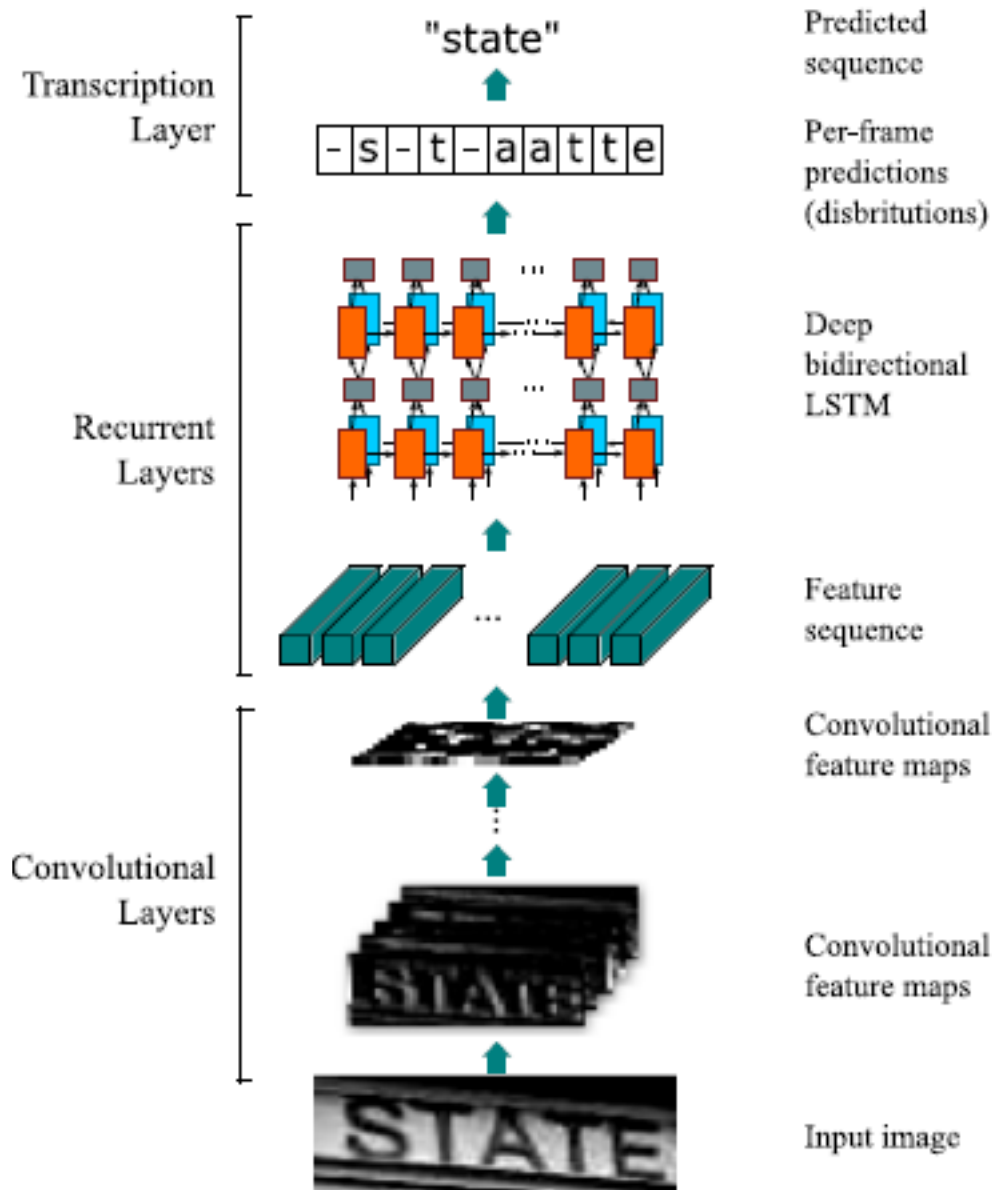 "state"
Predicted
sequence
Transcription
Layer
-s-t-aatte
Per-frame
predictions
(disbritutions)
...
Deep
bidirectional
LSTM
...
...
...
...
Recurrent
Layers
...
Feature
sequence
Convolutional
feature maps
Convolutional
Layers
STATE
Convolutional
feature maps
STATE
Input image